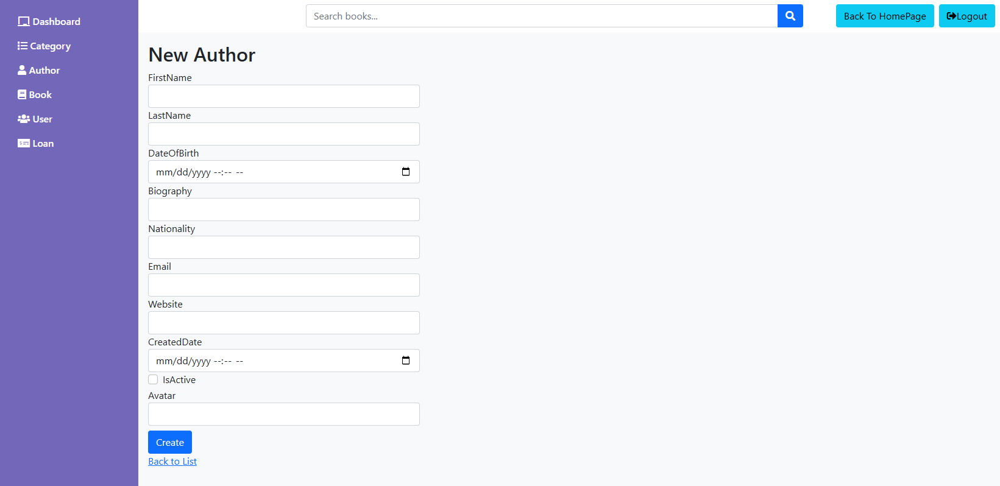 Dashboard
Category
Author
Book
User
Loan
Search books...
Back To HomePage
Logout
New Author
FirstName
LastName
DateOfBirth
mm/dd/yyyy --:-- --
Biography
Nationality
Email
Website
CreatedDate
mm/dd/yyyy --:-- --
IsActive
Avatar
Create
Back to List